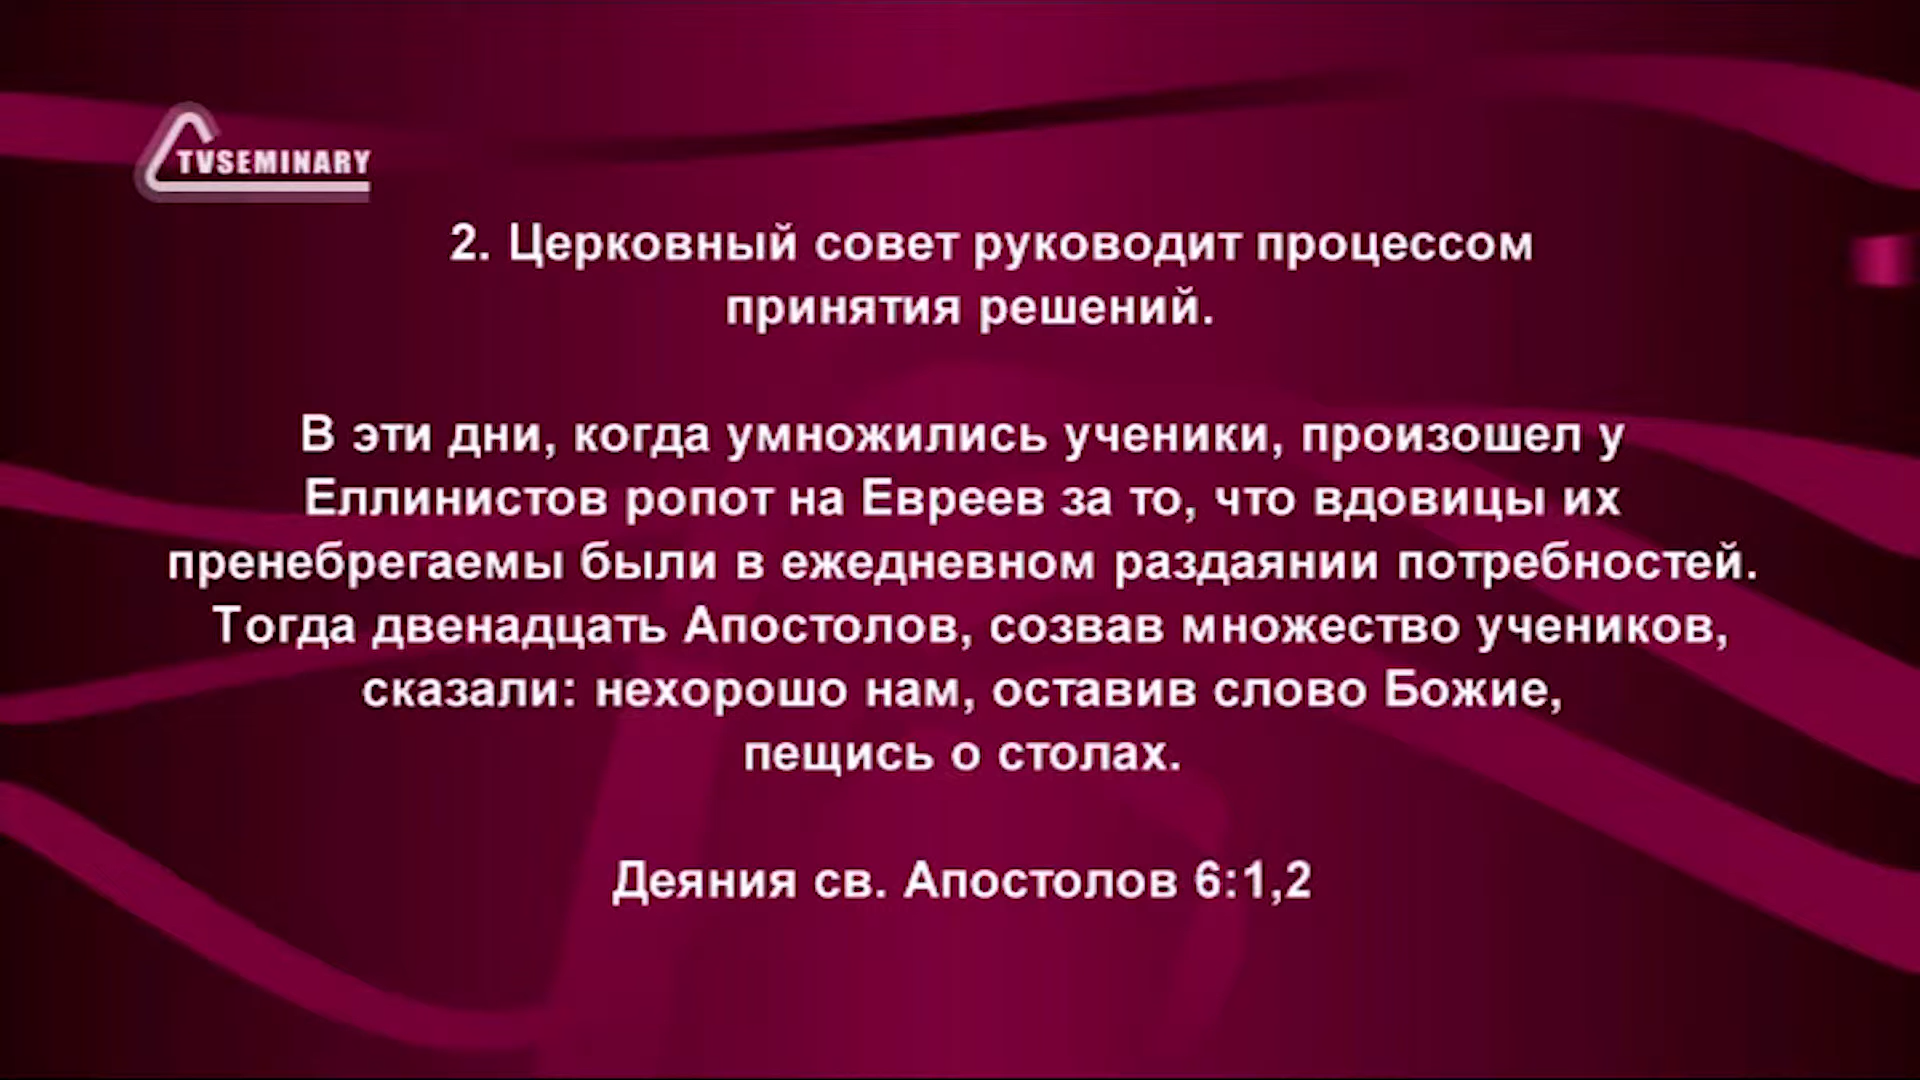 TVSEMINARY
2. Церковный совет руководит процессом
принятия решений.
В эти дни, когда умножились ученики, произошел у
Еллинистов ропот на Евреев за то, что вдовицы их
пренебрегаемы были в ежедневном раздаянии потребностей.
Тогда двенадцать Апостолов, созвав множество учеников,
сказали: нехорошо нам, оставив слово Божие,
пещись о столах.
Деяния св. Апостолов 6:1,2